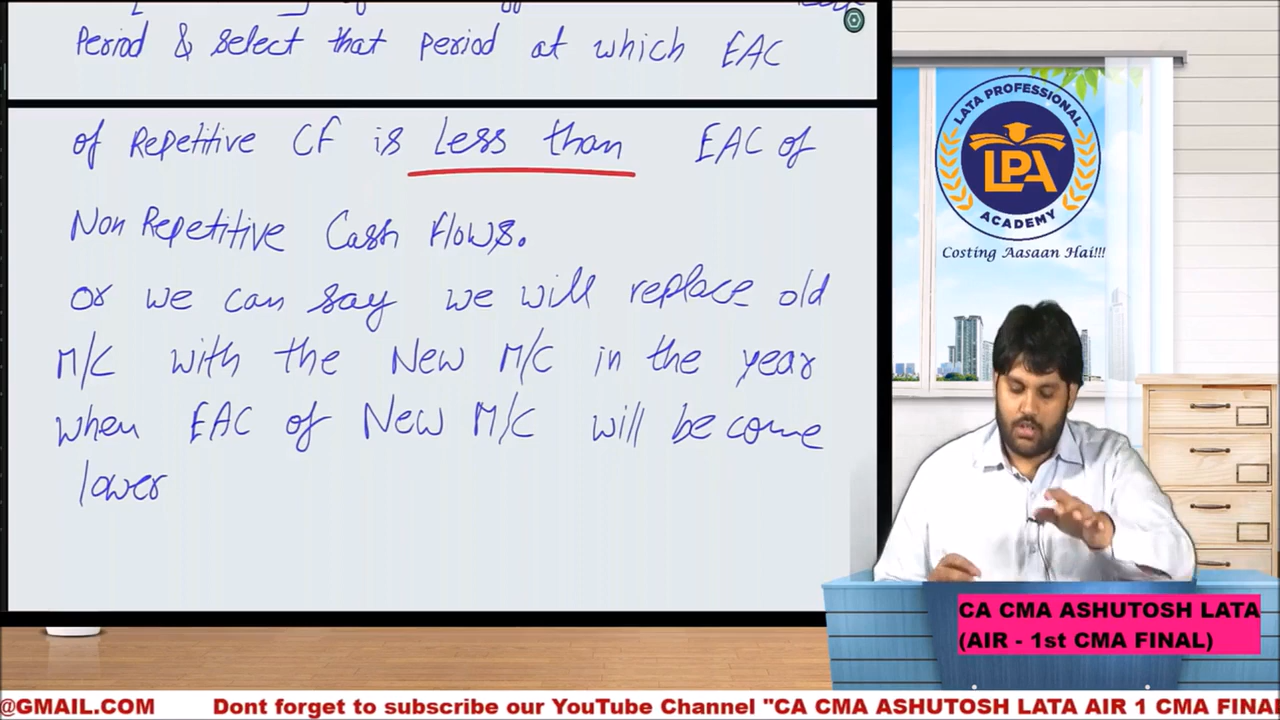 Period & select that period at which EAC
of Repetitive CF is Less than EAC of
Non Repetitive Cash flows.
or we can say we will replace old
M/C with the New M/C in the year
when EAC of New M/C will become
lower
LATA PROFESSIONAL
LPA
ACADEMY
Costing Aasaan Hai!!!
CA CMA ASHUTOSH LATA
(AIR - 1st CMA FINAL)
@GMAIL.COM Dont forget to subscribe our YouTube Channel "CA CMA ASHUTOSH LATA AIR 1 CMA FINAL